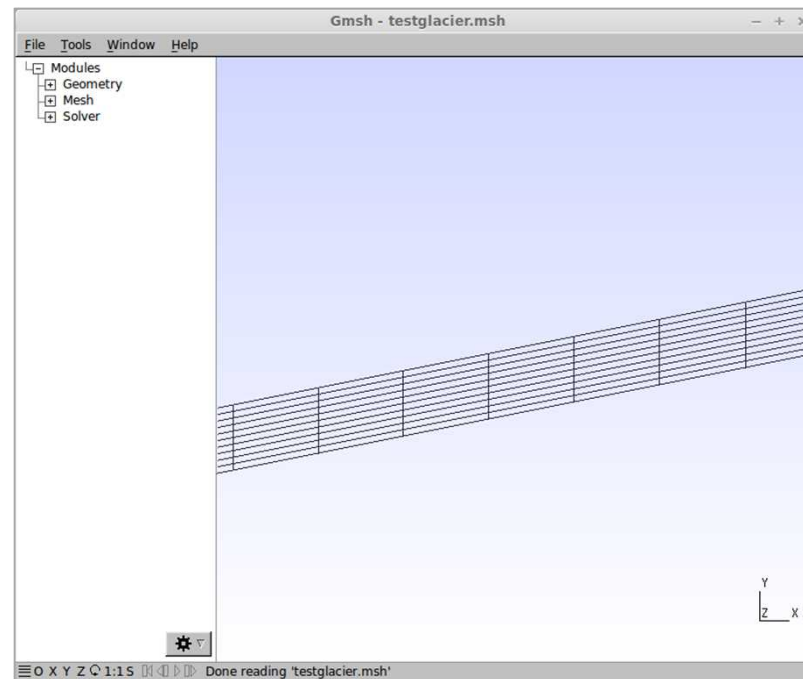 Gmsh - testglacier.msh
File Tools Window Help
Modules
Geometry
Mesh
Solver
Y
Z X
O X Y Z 1:1 S Done reading 'testglacier.msh'